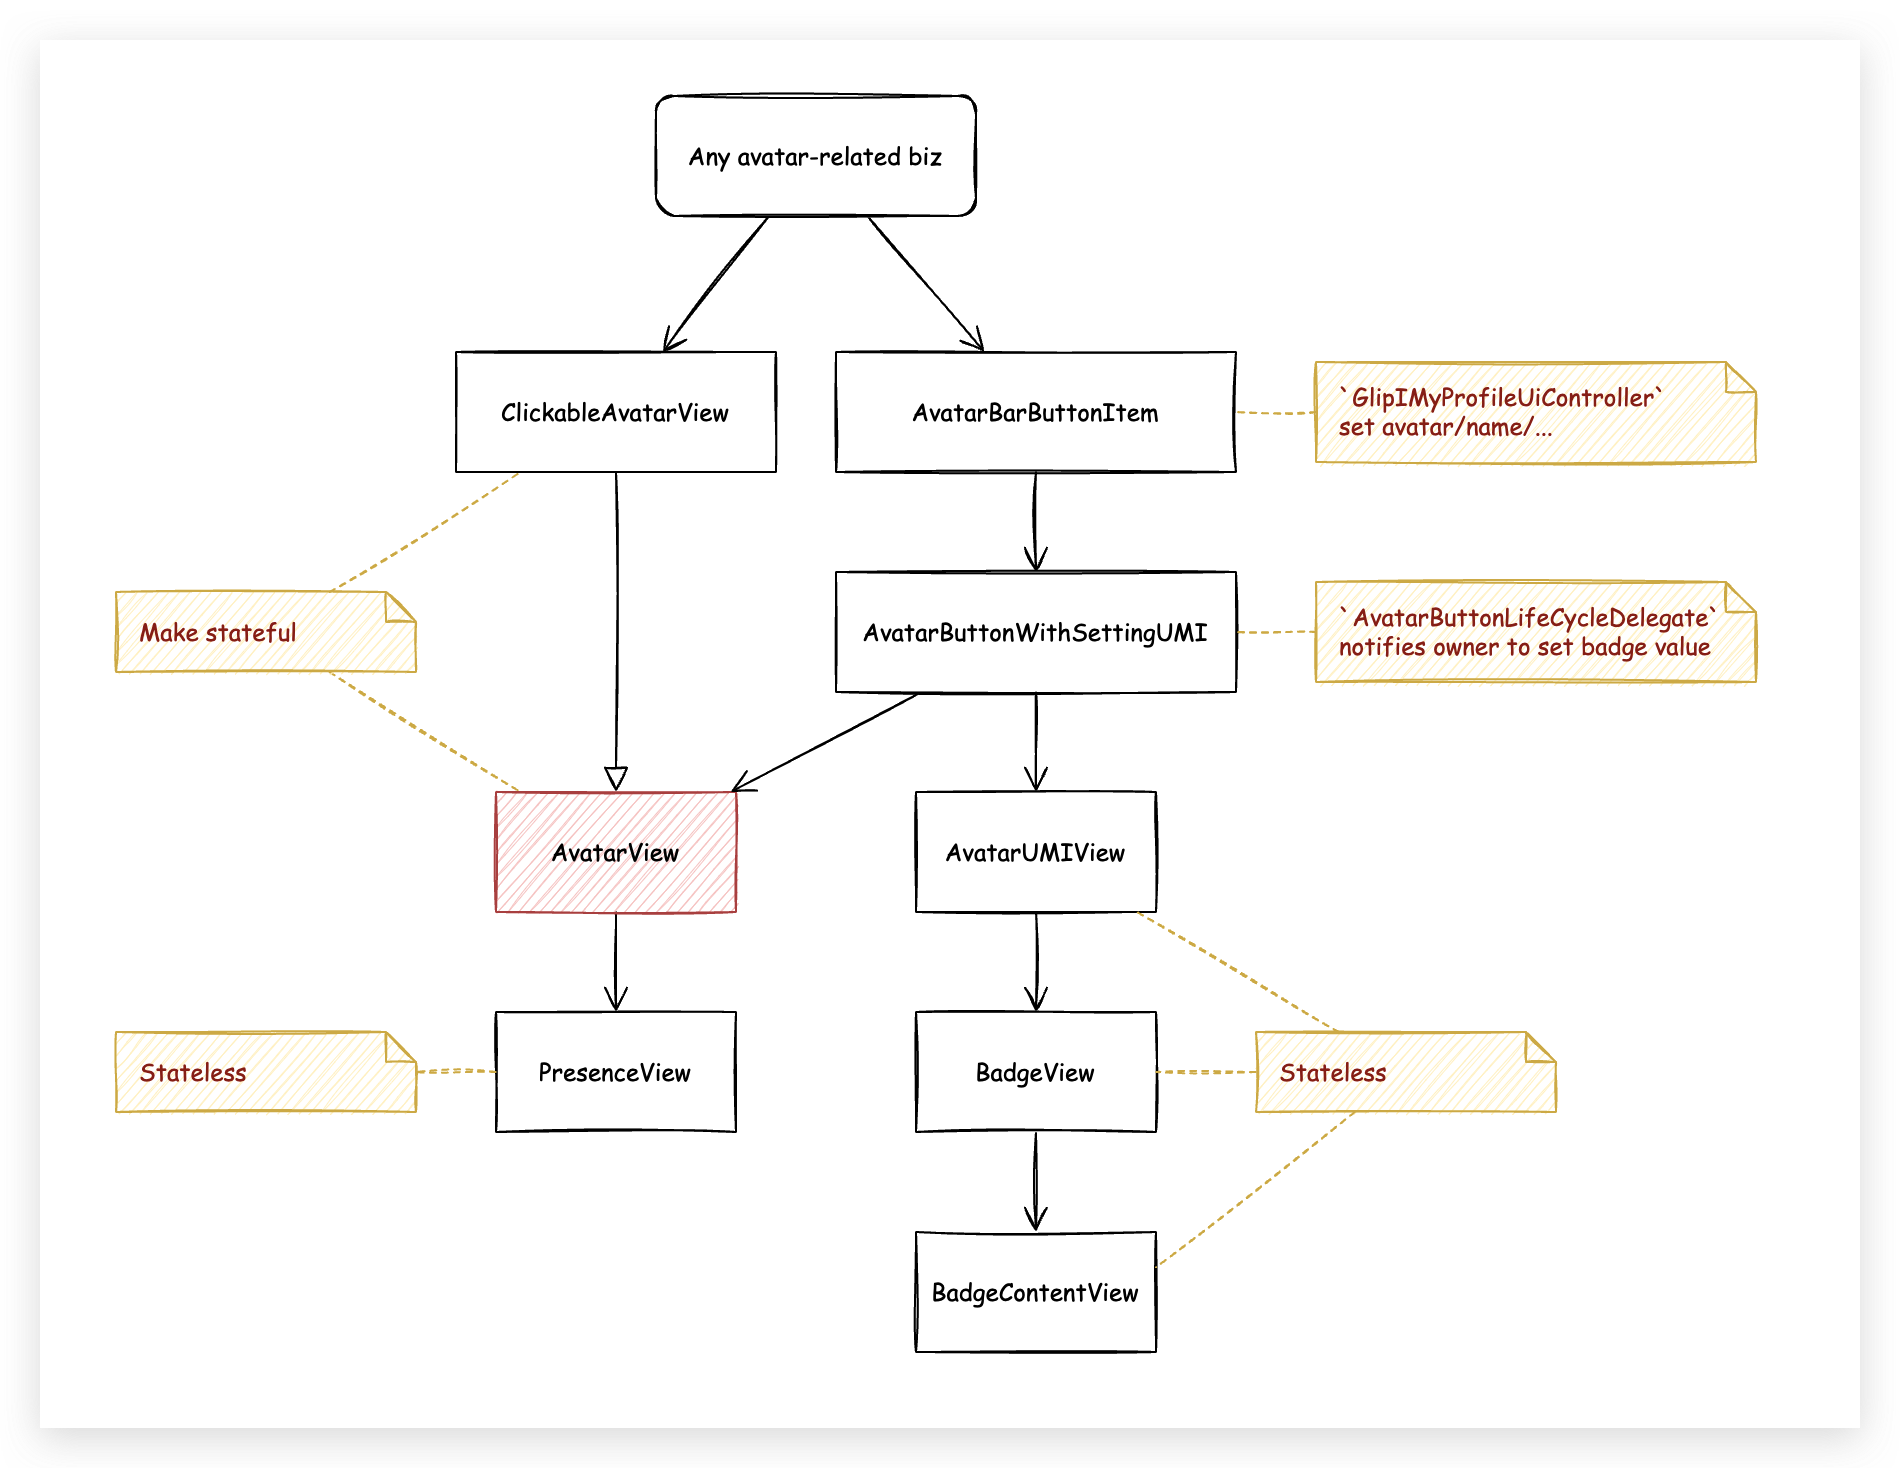 Any avatar-related biz
ClickableAvatarView
AvatarBarButtonItem
`GlipIMyProfileUiController`
set avatar/name/...
Make stateful
AvatarButtonWithSettingUMI
`AvatarButtonLifeCycleDelegate`
notifies owner to set badge value
AvatarView
AvatarUMIView
Stateless
PresenceView
BadgeView
Stateless
BadgeContentView